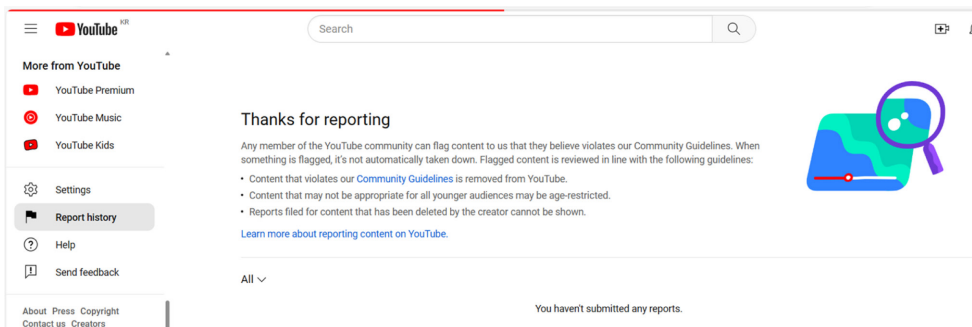 YouTube KR
Search
More from YouTube
YouTube Premium
YouTube Music
YouTube Kids
Settings
Report history
Help
Send feedback
About Press Copyright
Contact us Creators
Thanks for reporting
Any member of the YouTube community can flag content to us that they believe violates our Community Guidelines. When
something is flagged, it's not automatically taken down. Flagged content is reviewed in line with the following guidelines:
• Content that violates our Community Guidelines is removed from YouTube.
• Content that may not be appropriate for all younger audiences may be age-restricted.
• Reports filed for content that has been deleted by the creator cannot be shown.
Learn more about reporting content on YouTube.
All
You haven't submitted any reports.